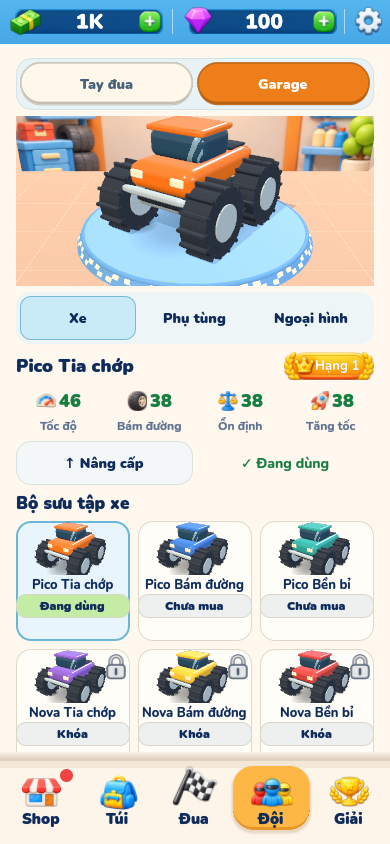 1K
100
Tay đua
Garage
Xe
Phụ tùng
Ngoại hình
Pico Tia chớp
Hạng 1
46
38
38
38
Tốc độ
Bám đường
Ổn định
Tăng tốc
↑ Nâng cấp
✓ Đang dùng
Bộ sưu tập xe
Pico Tia chớp
Pico Bám đường
Pico Bền bỉ
Đang dùng
Chưa mua
Chưa mua
Nova Tia chớp
Nova Bám đường
Nova Bền bỉ
Khóa
Khóa
Khóa
Shop
Túi
Đua
Đội
Giải